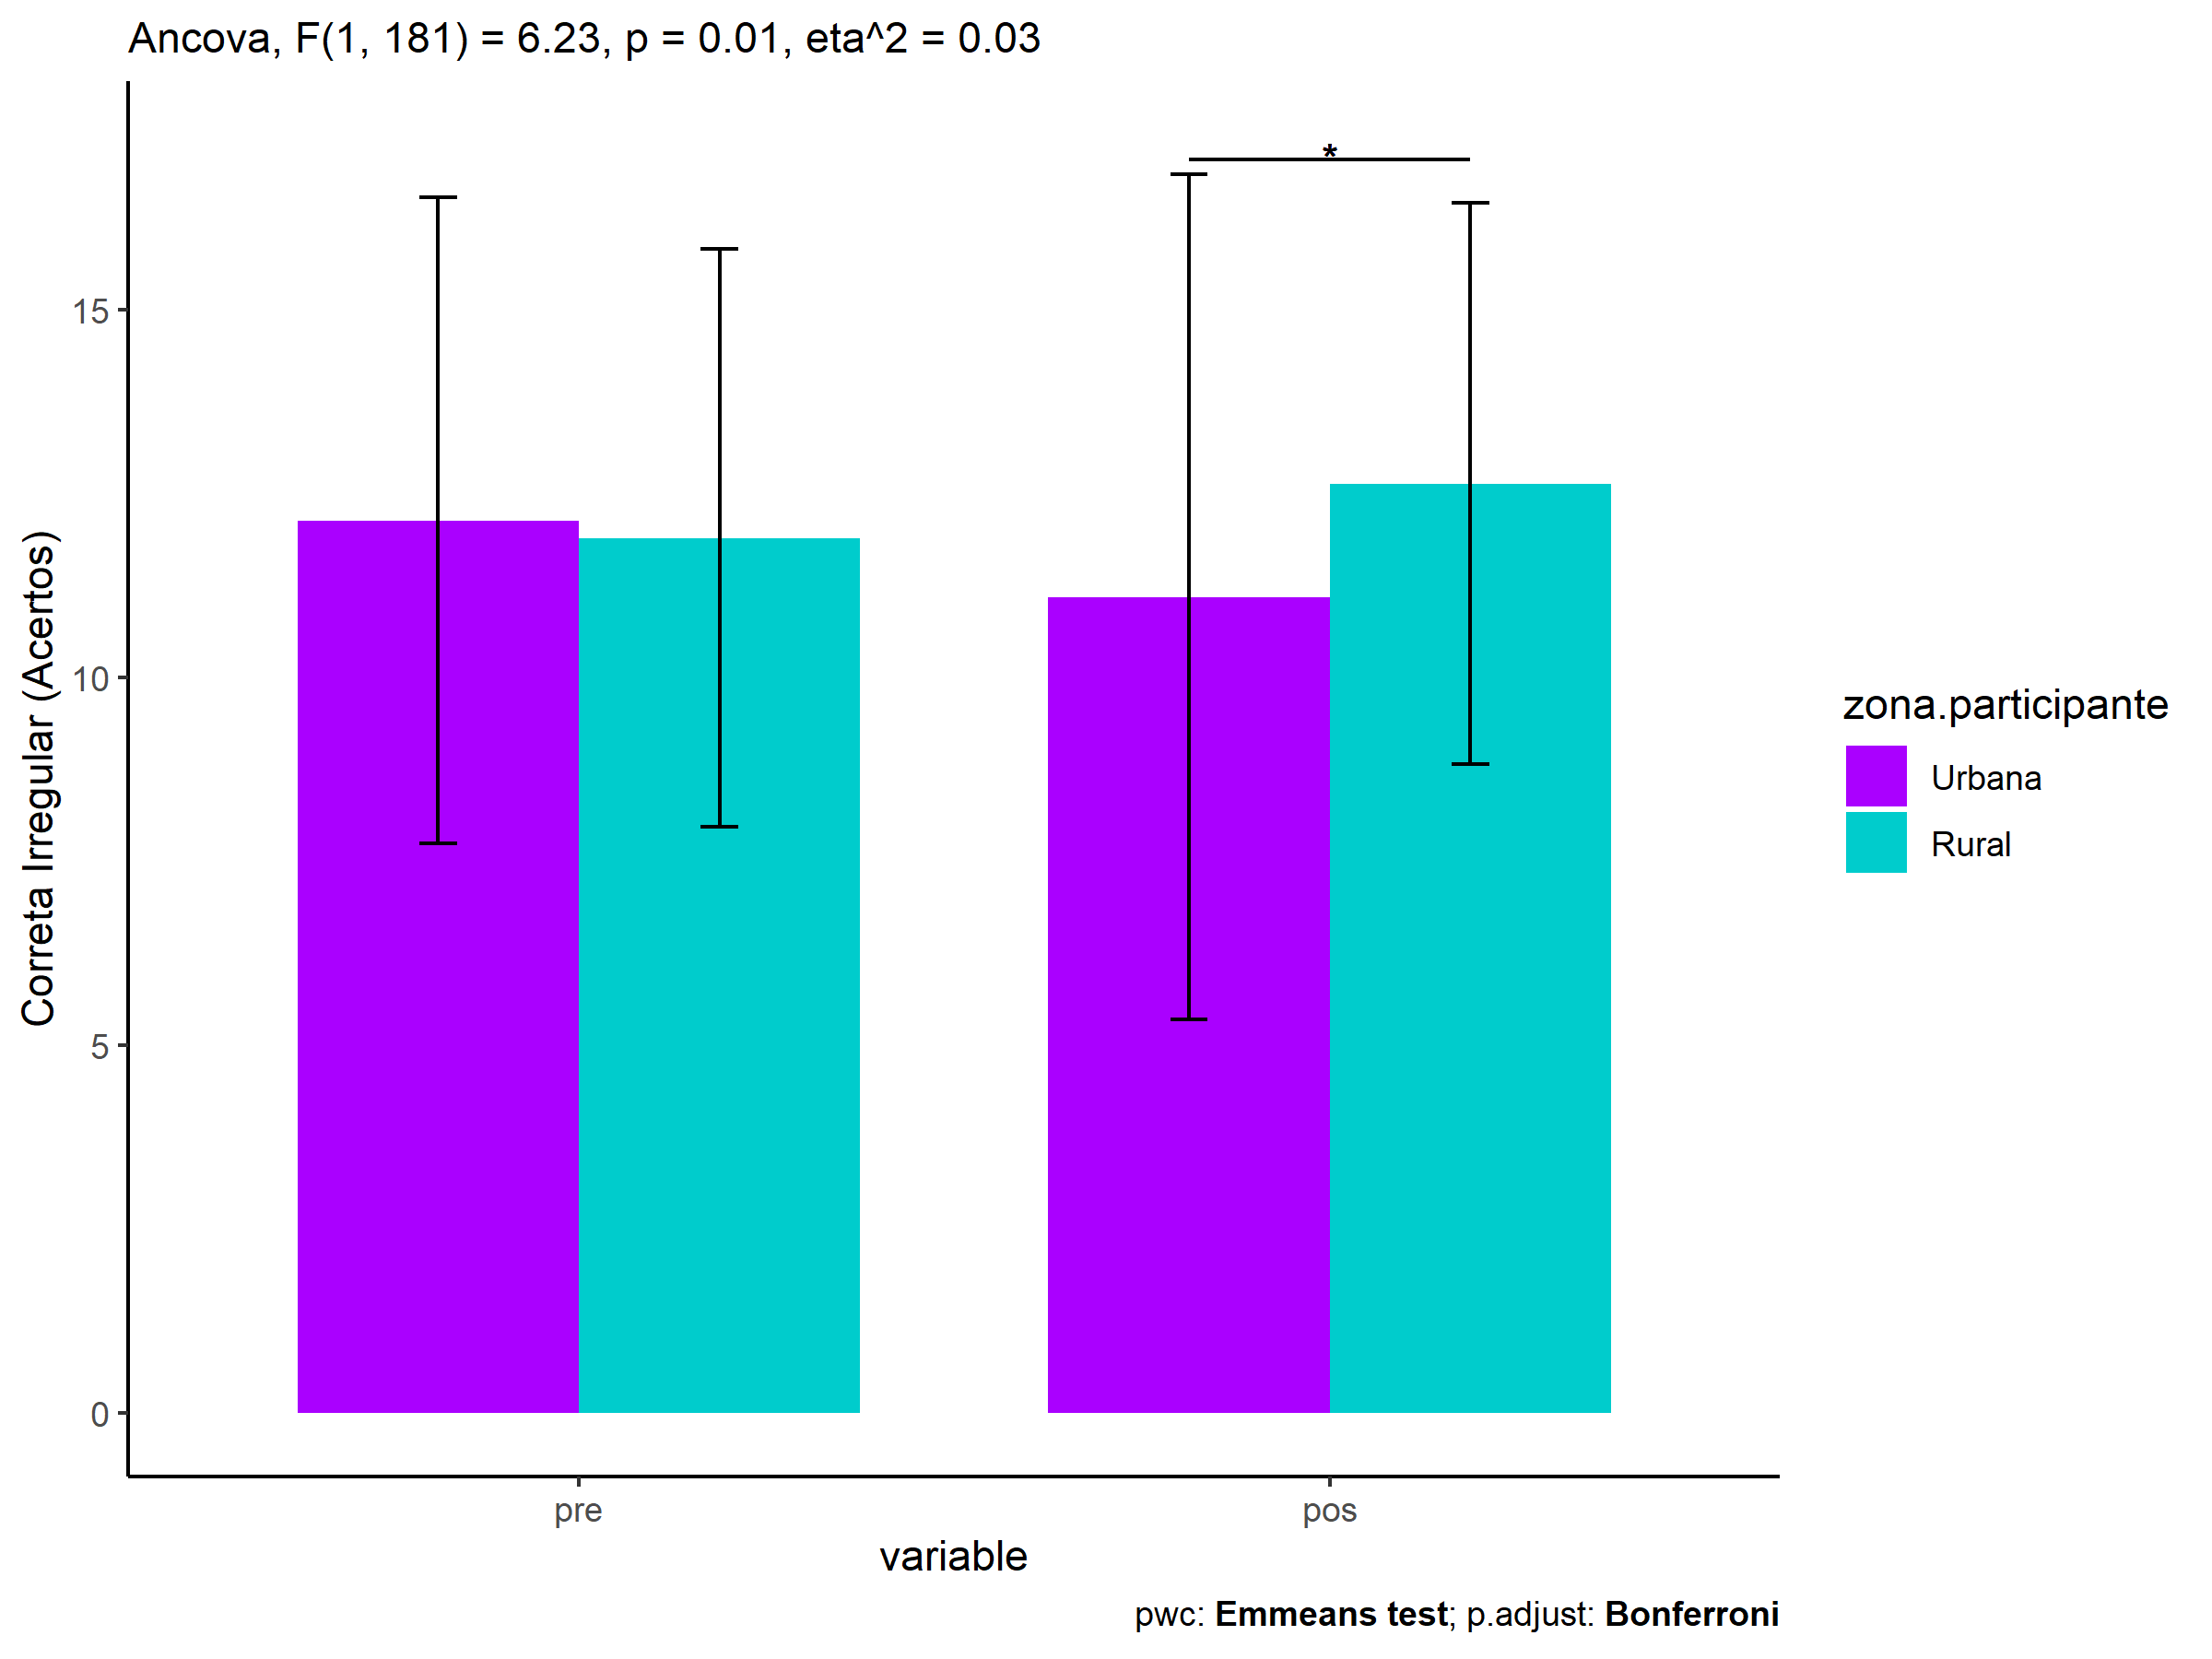 Ancova, F(1, 181) = 6.23, p = 0.01, eta^2 = 0.03
*
15
10
5
0
Correta Irregular (Acertos)
pre
pos
variable
zona.participante
Urbana
Rural
pwc: Emmeans test; p.adjust: Bonferroni